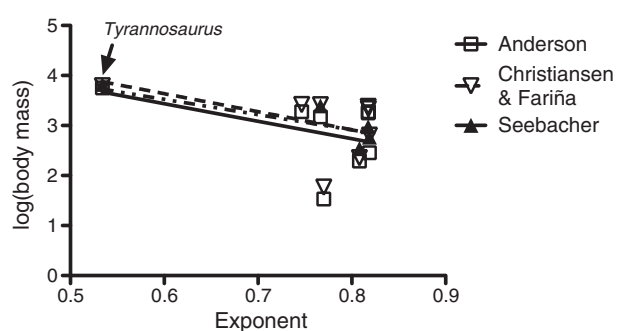 Tyrannosaurus
5
4
3
2
1
0
log(body mass)
0.5 0.6 0.7 0.8 0.9
Exponent
Anderson
Christiansen
& Fariña
Seebacher